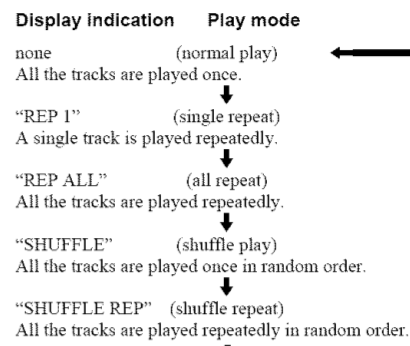 Display indication Play mode
none (normal play)
All the tracks are played once.
“REP 1” (single repeat)
A single track is played repeatedly.
“REP ALL” (all repeat)
All the tracks are played repeatedly.
“SHUFFLE” (shuffle play)
All the tracks are played once in random order.
“SHUFFLE REP” (shuffle repeat)
All the tracks are played repeatedly in random order.